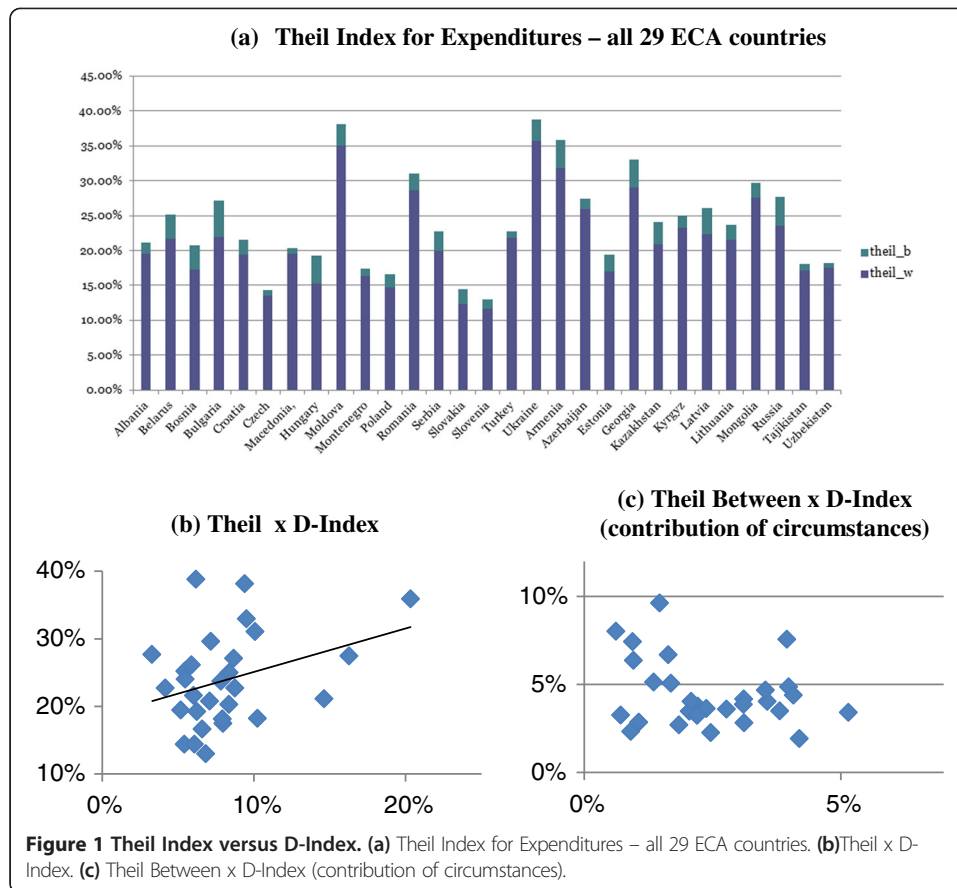 (a) Theil Index for Expenditures – all 29 ECA countries
45.00%
40.00%
35.00%
30.00%
25.00%
20.00%
15.00%
10.00%
5.00%
0.00%
theil_b
theil_w
Albania
Belarus
Bosnia
Bulgaria
Croatia
Czech
Macedonia,
Hungary
Moldova
Montenegro
Poland
Romania
Serbia
Slovakia
Slovenia
Turkey
Ukraine
Armenia
Azerbaijan
Estonia
Georgia
Kazakhstan
Kyrgyz
Latvia
Lithuania
Mongolia
Russia
Tajikistan
Uzbekistan
(b) Theil x D-Index
40%
30%
20%
10%
0%
10%
20%
(c) Theil Between x D-Index
(contribution of circumstances)
10%
5%
0%
0%
5%
Figure 1 Theil Index versus D-Index. (a) Theil Index for Expenditures – all 29 ECA countries. (b)Theil x D-
Index. (c) Theil Between x D-Index (contribution of circumstances).